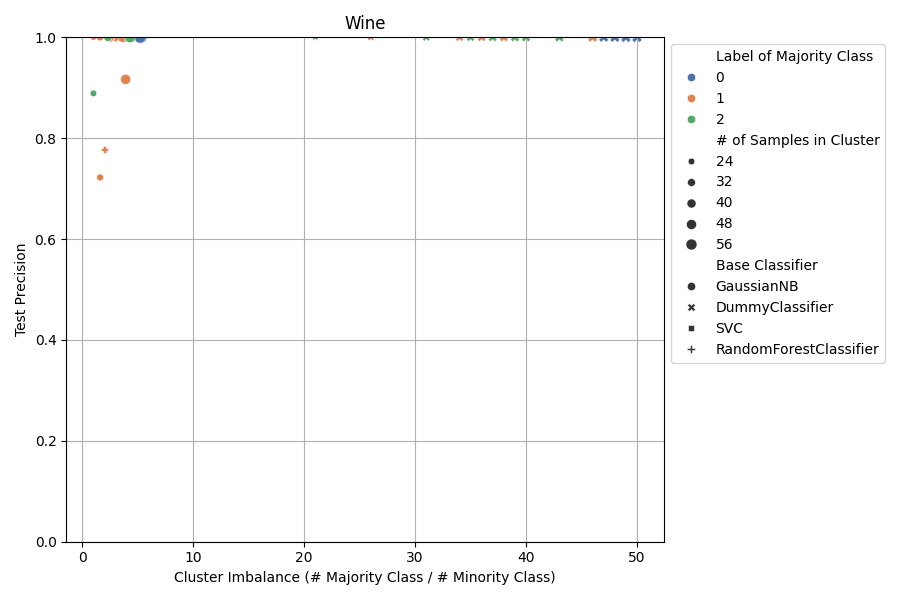 Wine
1.0
0.8
0.6
0.4
0.2
0.0
Test Precision
0
10
20
30
40
50
Cluster Imbalance (# Majority Class / # Minority Class)
Label of Majority Class
0
1
2
# of Samples in Cluster
24
32
40
48
56
Base Classifier
GaussianNB
DummyClassifier
SVC
RandomForestClassifier